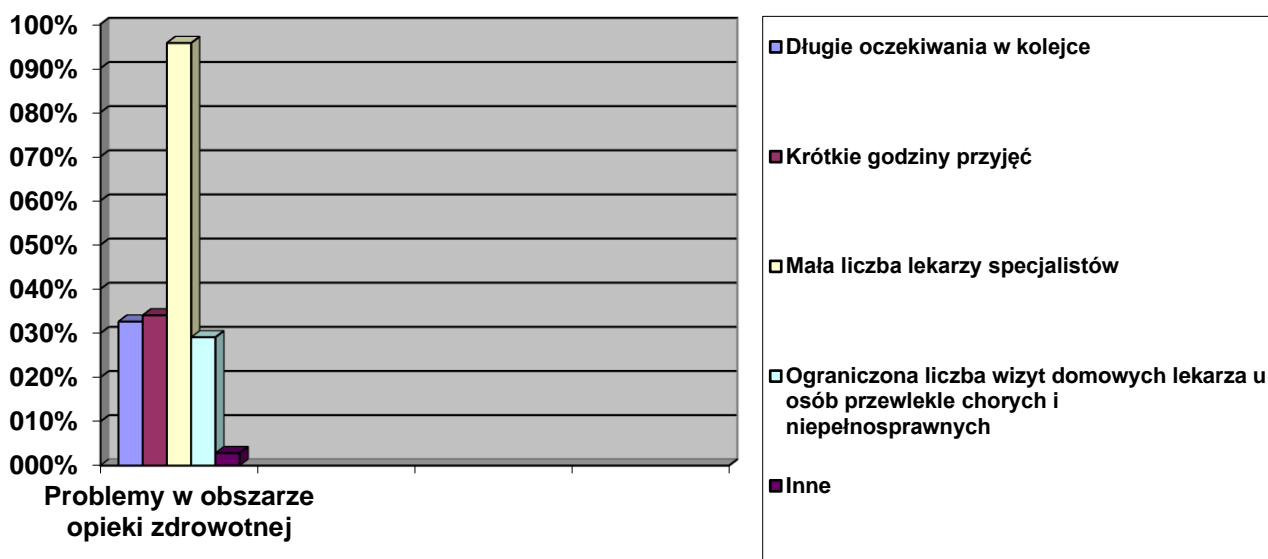 100%
090%
080%
070%
060%
050%
040%
030%
020%
010%
000%
Problemy w obszarze
opieki zdrowotnej
Długie oczekiwania w kolejce
Krótkie godziny przyjęć
Mała liczba lekarzy specjalistów
Ograniczona liczba wizyt domowych lekarza u
osób przewlekle chorych i
niepełnosprawnych
Inne